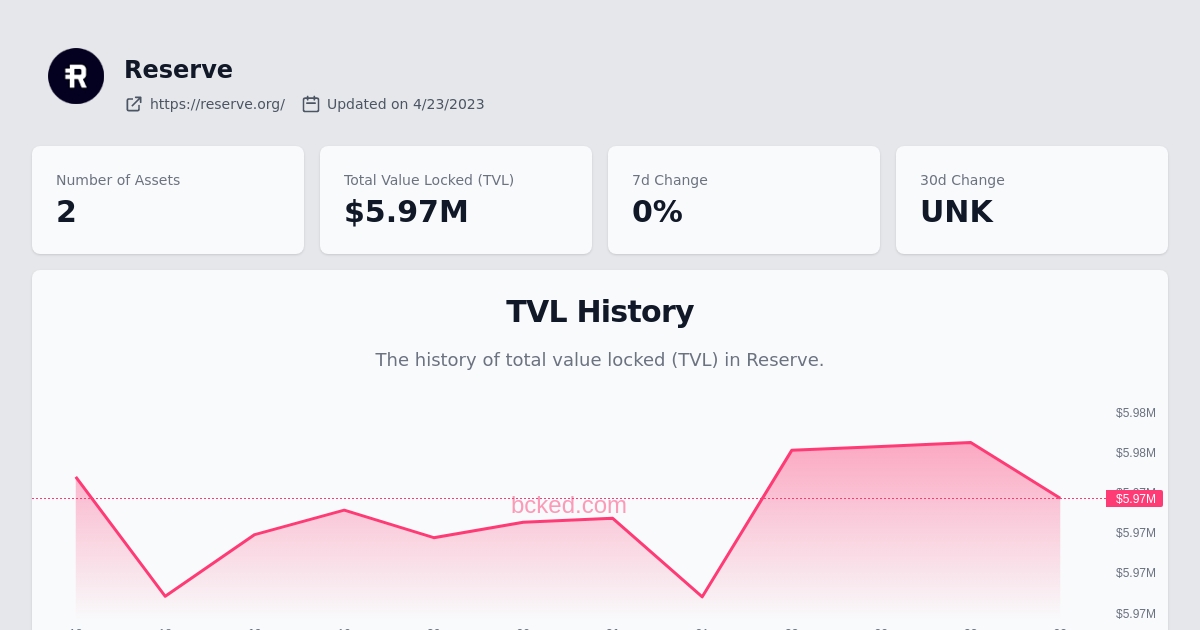 Reserve
https://reserve.org/ Updated on 4/23/2023
Number of Assets
2
Total Value Locked (TVL)
$5.97M
7d Change
0%
30d Change
UNK
TVL History
The history of total value locked (TVL) in Reserve.
$5.98M
$5.98M
$5.97M
bcked.com
$5.97M
$5.97M
$5.97M